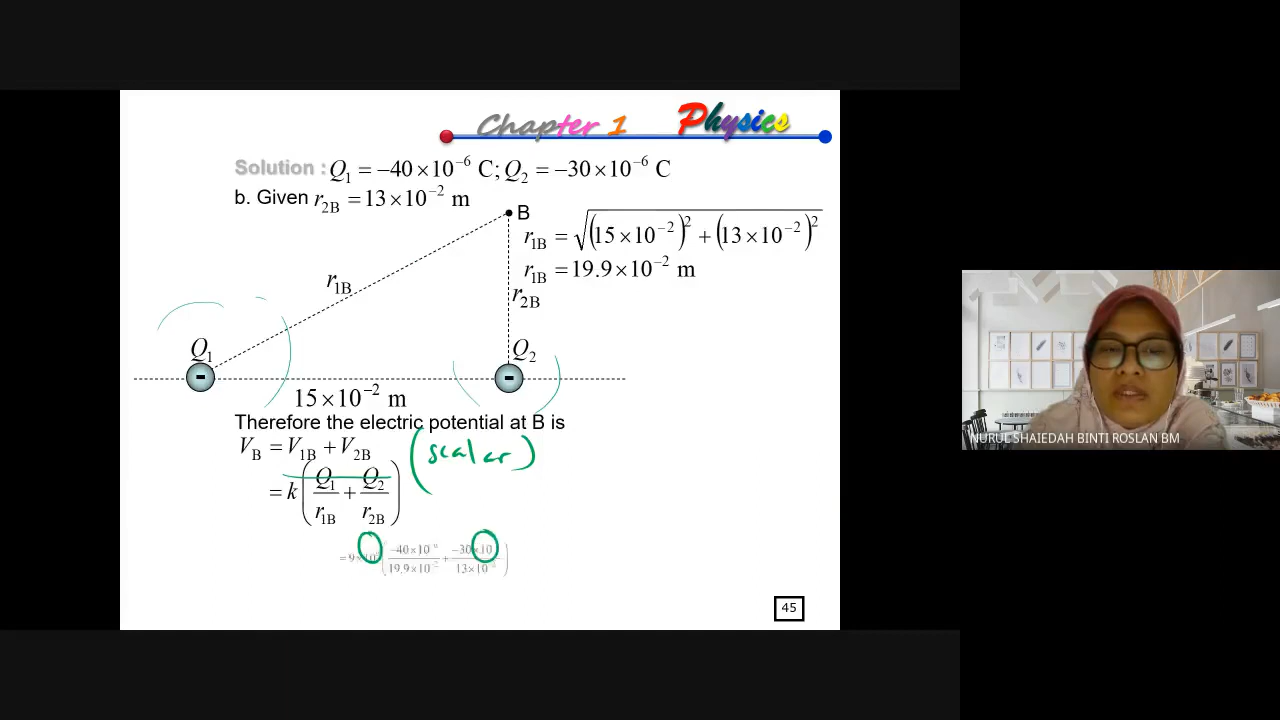 Chapter 1 Physics
Solution : Q₁ = −40×10⁻⁶ C; Q₂ = −30×10⁻⁶ C
b. Given r₂B = 13×10⁻² m
B
r₁B = √((15×10⁻²)² + (13×10⁻²)²)
r₁B = 19.9×10⁻² m
r₁B
r₂B
Q₁ Q₂
- -
15×10⁻² m
Therefore the electric potential at B is
V_B = V₁B + V₂B (scalar)
= k(Q₁/r₁B + Q₂/r₂B)
45
NURUL SHAIEDAH BINTI ROSLAN BM